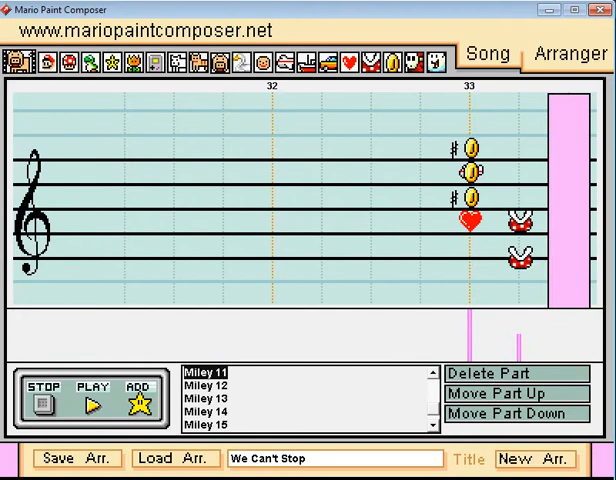 Mario Paint Composer
www.mariopaintcomposer.net
Song
Arranger
32
33
STOP PLAY ADD
Miley 11
Miley 12
Miley 13
Miley 14
Miley 15
Delete Part
Move Part Up
Move Part Down
Save Arr.
Load Arr.
We Can't Stop
Title
New Arr.